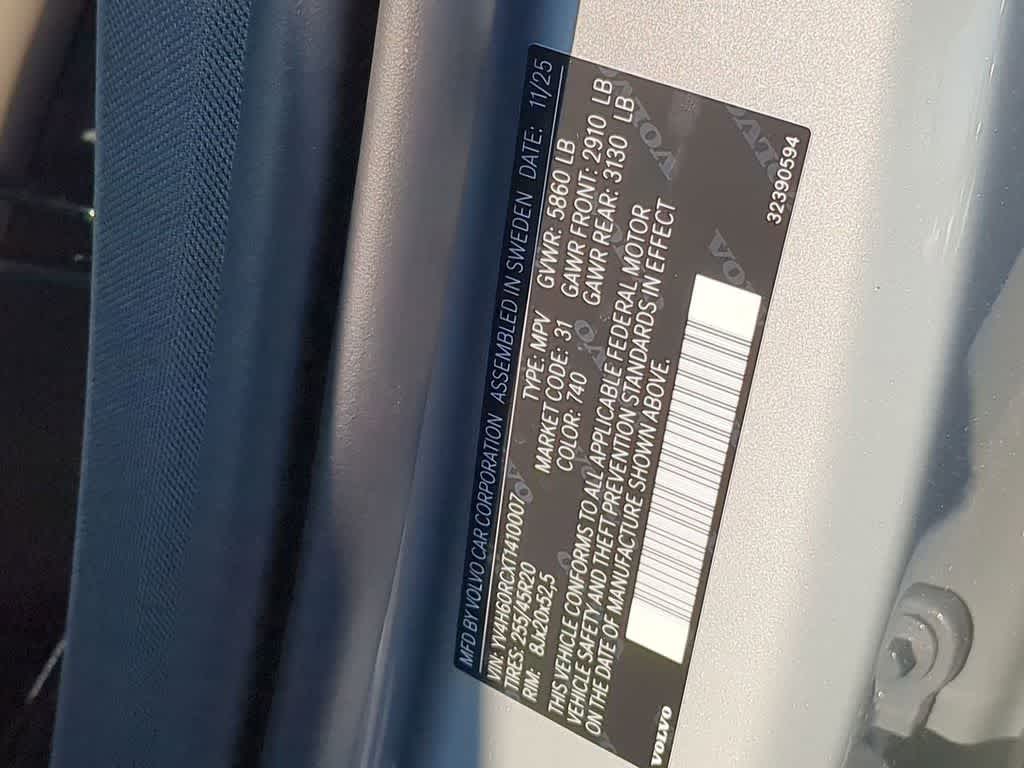 MFD BY VOLVO CAR CORPORATION ASSEMBLED IN SWEDEN DATE: 11/25
VIN: YV4H60RCXT1410007 TYPE: MPV GVWR: 5860 LB
TIRES: 255/45R20 MARKET CODE: 31 GAWR FRONT: 2910 LB
RIM: 8.0x20x52.5 COLOR: 740 GAWR REAR: 3130 LB
THIS VEHICLE CONFORMS TO ALL APPLICABLE FEDERAL MOTOR
VEHICLE SAFETY AND THEFT PREVENTION STANDARDS IN EFFECT
ON THE DATE OF MANUFACTURE SHOWN ABOVE.
VOLVO
32390594